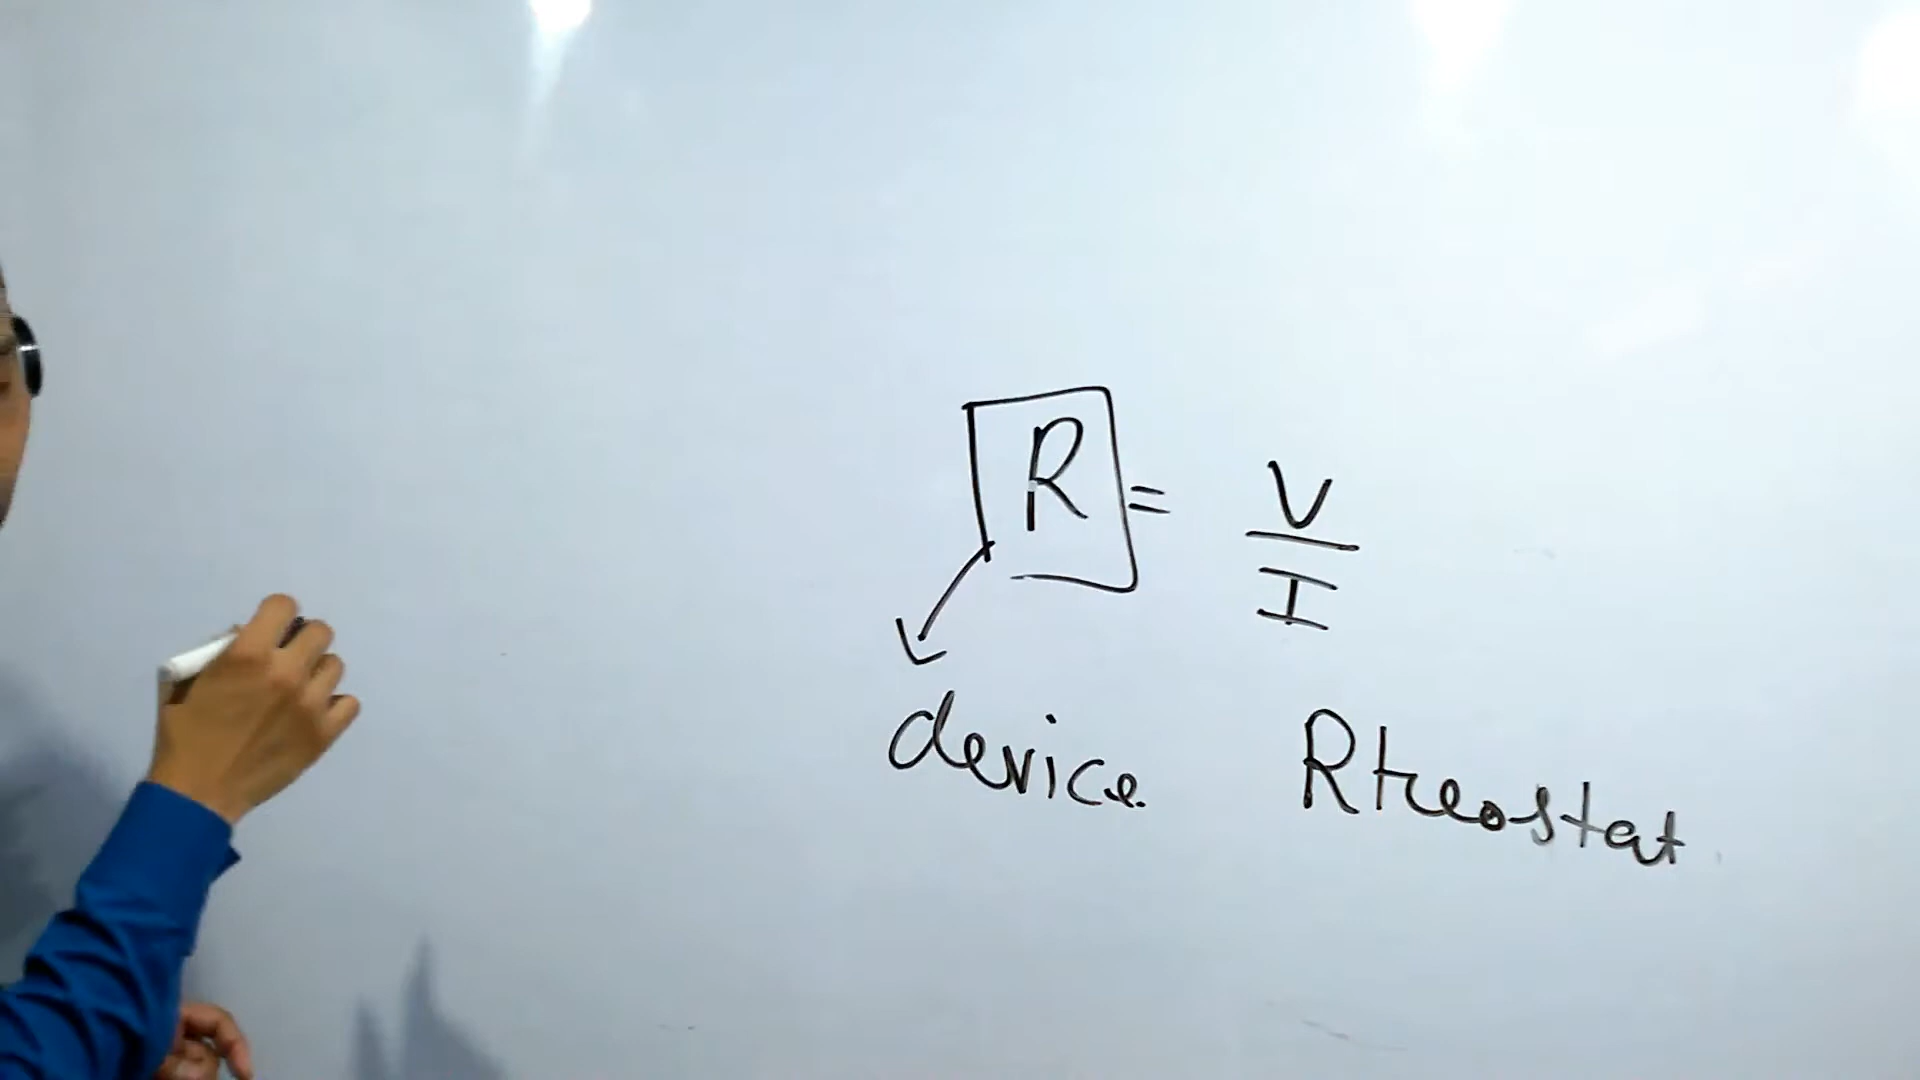 R = V/I
device Rheostat